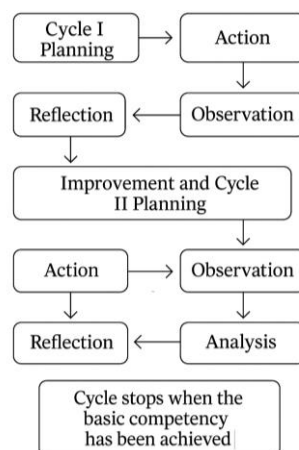 Cycle I
Planning
Action
Reflection
Observation
Improvement and Cycle
II Planning
Action
Observation
Reflection
Analysis
Cycle stops when the
basic competency
has been achieved